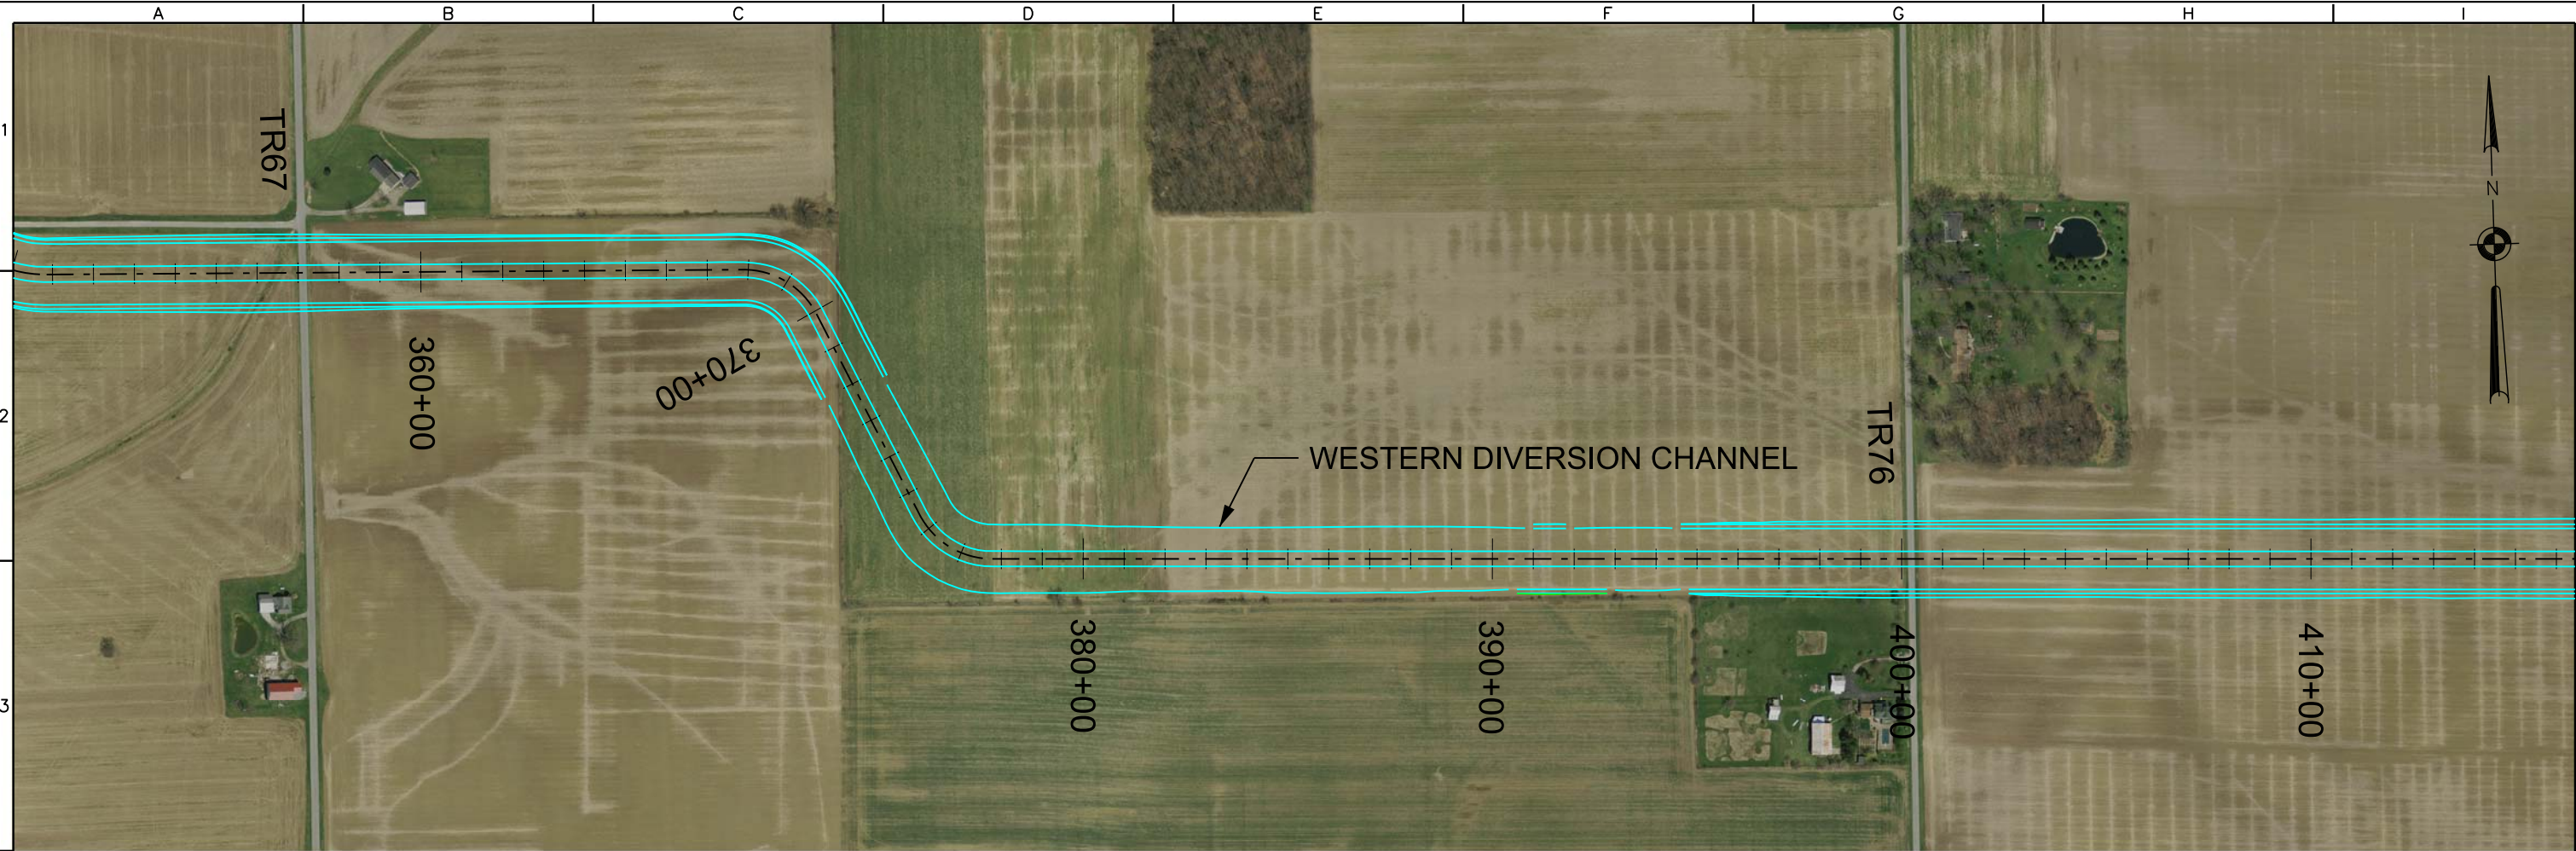 A B C D E F G H I
1
TR67
N
2
360+00
370+00
TR76
WESTERN DIVERSION CHANNEL
3
380+00
390+00
400+00
410+00